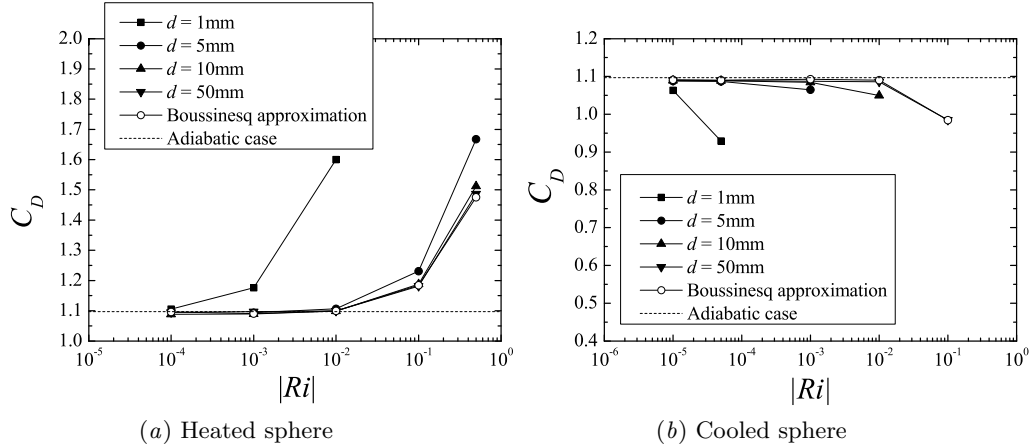 d = 1mm
d = 5mm
d = 10mm
d = 50mm
Boussinesq approximation
Adiabatic case
2.0
1.9
1.8
1.7
1.6
1.5
1.4
1.3
1.2
1.1
1.0
C_D
10^-5 10^-4 10^-3 10^-2 10^-1 10^0
|Ri|
(a) Heated sphere
1.2
1.1
1.0
0.9
0.8
0.7
0.6
0.5
0.4
C_D
d = 1mm
d = 5mm
d = 10mm
d = 50mm
Boussinesq approximation
Adiabatic case
10^-6 10^-5 10^-4 10^-3 10^-2 10^-1 10^0
|Ri|
(b) Cooled sphere